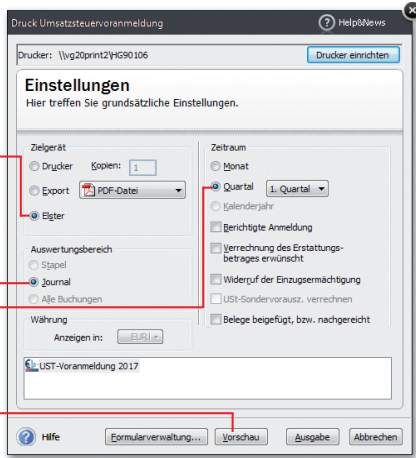 Druck Umsatzsteuervoranmeldung
Help&News
Drucker: \\vg20print2\HG90106
Drucker einrichten
Einstellungen
Hier treffen Sie grundsätzliche Einstellungen.
Zielgerät
Drucker Kopien: 1
Export PDF-Datei
Elster
Auswertungsbereich
Stapel
Journal
Alle Buchungen
Währung
Anzeigen in: EUR
Zeitraum
Monat
Quartal 1. Quartal
Kalenderjahr
Berichtigte Anmeldung
Verrechnung des Erstattungs-
betrages erwünscht
Widerruf der Einzugsermächtigung
USt-Sondervorausz. verrechnen
Belege beigefügt, bzw. nachgereicht
UST-Voranmeldung 2017
Hilfe Formularverwaltung... Vorschau Ausgabe Abbrechen